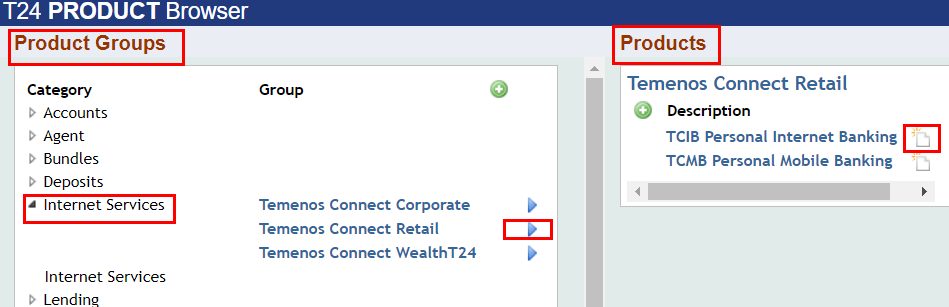 T24 PRODUCT Browser
Product Groups
Category Group
Accounts
Agent
Bundles
Deposits
Internet Services Temenos Connect Corporate
Temenos Connect Retail
Temenos Connect WealthT24
Internet Services
Lending
Products
Temenos Connect Retail
Description
TCIB Personal Internet Banking
TCMB Personal Mobile Banking